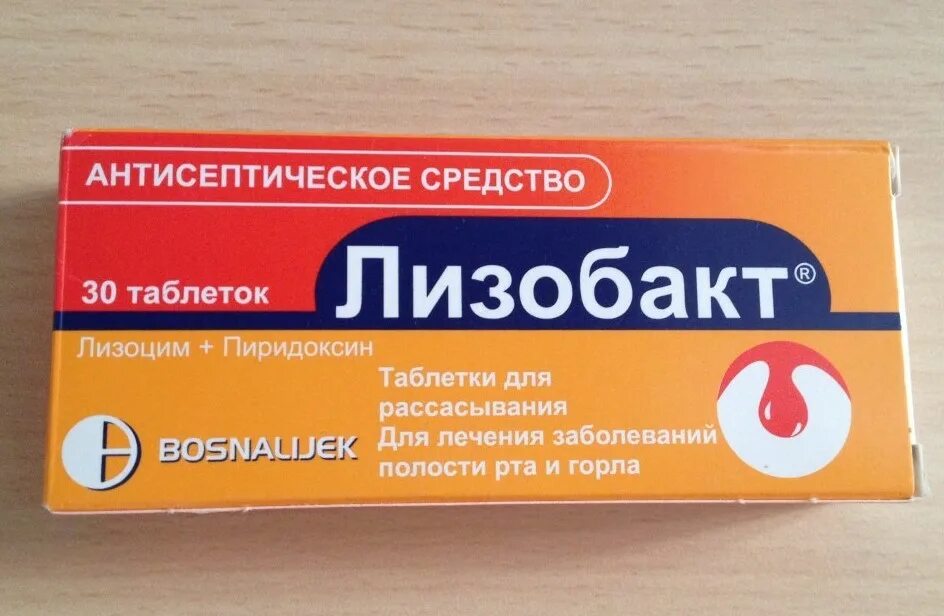 АНТИСЕПТИЧЕСКОЕ СРЕДСТВО
30 таблеток
Лизобакт®
Лизоцим + Пиридоксин
Таблетки для
рассасывания
Для лечения заболеваний
полости рта и горла
BOSNALIJEK